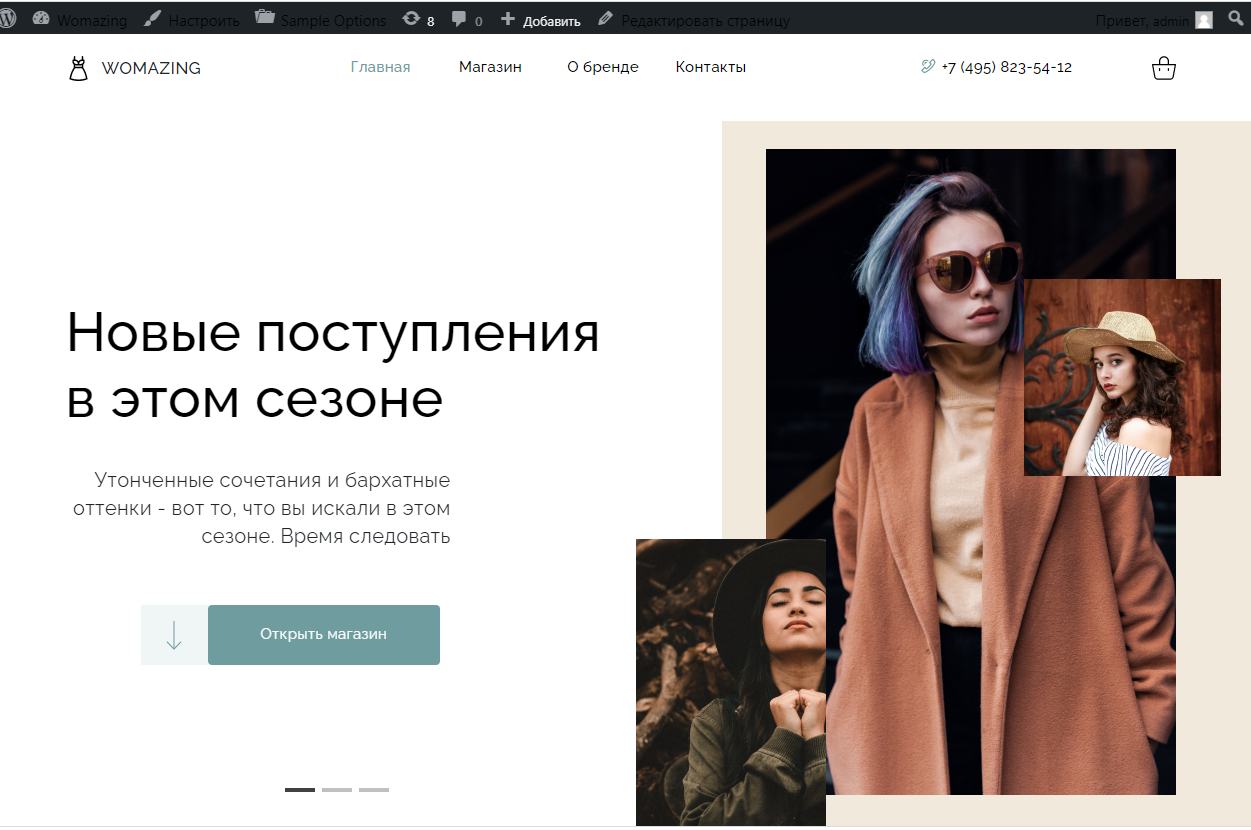 Womazing Настроить Sample Options 8 0 Добавить Редактировать страницу Привет, admin
WOMAZING Главная Магазин О бренде Контакты +7 (495) 823-54-12
Новые поступления
в этом сезоне
Утонченные сочетания и бархатные
оттенки - вот то, что вы искали в этом
сезоне. Время следовать
Открыть магазин